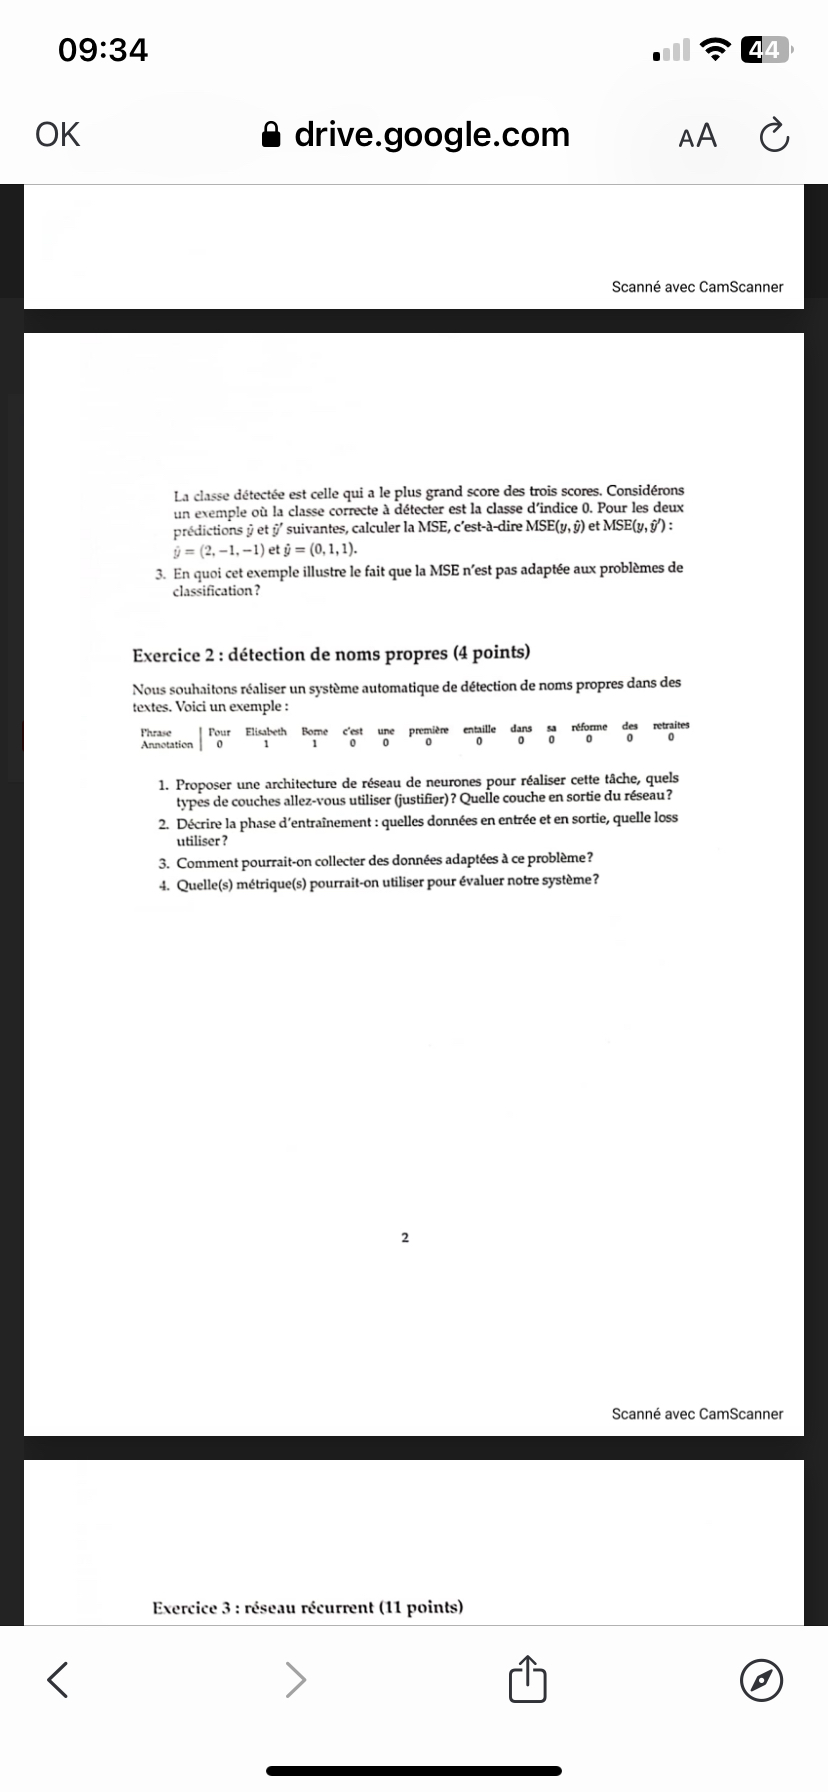 09:34
44
OK
drive.google.com
AA
Scanné avec CamScanner
La classe détectée est celle qui a le plus grand score des trois scores. Considérons
un exemple où la classe correcte à détecter est la classe d'indice 0. Pour les deux
prédictions ŷ et ŷ′ suivantes, calculer la MSE, c'est-à-dire MSE(y, ŷ) et MSE(y, ŷ′) :
ŷ = (2, −1, −1) et ŷ = (0, 1, 1).
3. En quoi cet exemple illustre le fait que la MSE n'est pas adaptée aux problèmes de
classification ?
Exercice 2 : détection de noms propres (4 points)
Nous souhaitons réaliser un système automatique de détection de noms propres dans des
textes. Voici un exemple :
Phrase Pour Elisabeth Borne c'est une première entaille dans sa réforme des retraites
Annotation 0 1 1 0 0 0 0 0 0 0 0 0
1. Proposer une architecture de réseau de neurones pour réaliser cette tâche, quels
types de couches allez-vous utiliser (justifier) ? Quelle couche en sortie du réseau ?
2. Décrire la phase d'entraînement : quelles données en entrée et en sortie, quelle loss
utiliser ?
3. Comment pourrait-on collecter des données adaptées à ce problème ?
4. Quelle(s) métrique(s) pourrait-on utiliser pour évaluer notre système ?
2
Scanné avec CamScanner
Exercice 3 : réseau récurrent (11 points)